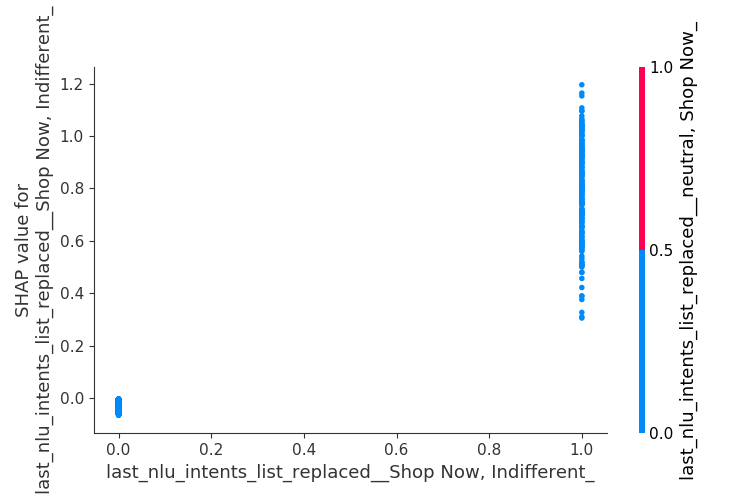 SHAP value for
last_nlu_intents_list_replaced__Shop Now, Indifferent_
1.2
1.0
0.8
0.6
0.4
0.2
0.0
0.0 0.2 0.4 0.6 0.8 1.0
last_nlu_intents_list_replaced__Shop Now, Indifferent_
1.0
0.5
0.0
last_nlu_intents_list_replaced__neutral, Shop Now_